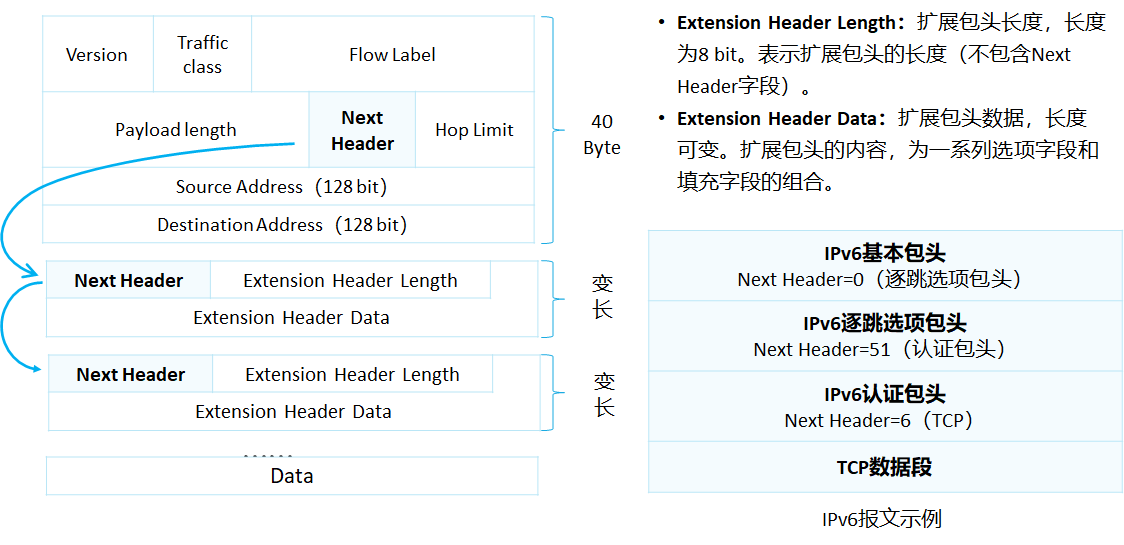 Version
Traffic
class
Flow Label
Payload length
Next
Header
Hop Limit
Source Address（128 bit）
Destination Address（128 bit）
40
Byte
Next Header
Extension Header Length
Extension Header Data
变
长
Next Header
Extension Header Length
Extension Header Data
变
长
······
Data
• Extension Header Length：扩展包头长度，长度
为8 bit。表示扩展包头的长度（不包含Next
Header字段）。
• Extension Header Data：扩展包头数据，长度
可变。扩展包头的内容，为一系列选项字段和
填充字段的组合。
IPv6基本包头
Next Header=0（逐跳选项包头）
IPv6逐跳选项包头
Next Header=51（认证包头）
IPv6认证包头
Next Header=6（TCP）
TCP数据段
IPv6报文示例